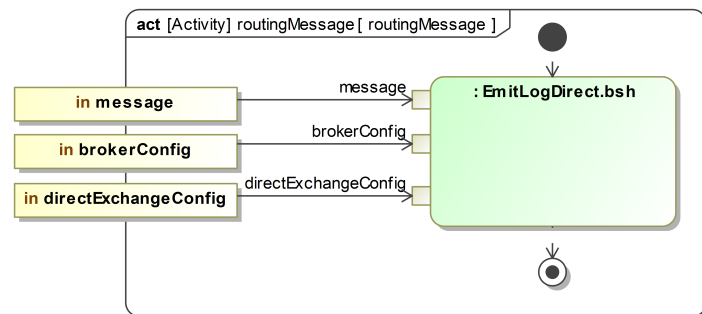 act [Activity] routingMessage [ routingMessage ]
message
in message
: EmitLogDirect.bsh
brokerConfig
in brokerConfig
directExchangeConfig
in directExchangeConfig